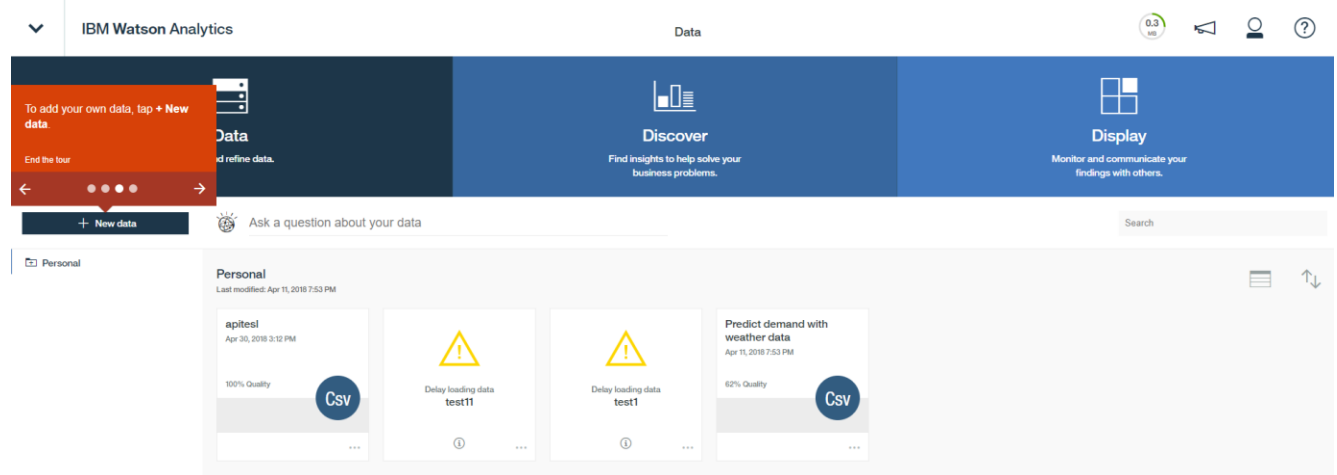 IBM Watson Analytics
Data
0.3
MB
?
To add your own data, tap + New
data.
End the tour
Data
nd refine data.
Discover
Find insights to help solve your
business problems.
Display
Monitor and communicate your
findings with others.
+ New data
Ask a question about your data
Search
Personal
Personal
Last modified: Apr 11, 2018 7:53 PM
apitesl
Apr 30, 2018 3:12 PM
100% Quality
Csv
Delay loading data
test11
Delay loading data
test1
Predict demand with
weather data
Apr 11, 2018 7:53 PM
62% Quality
Csv